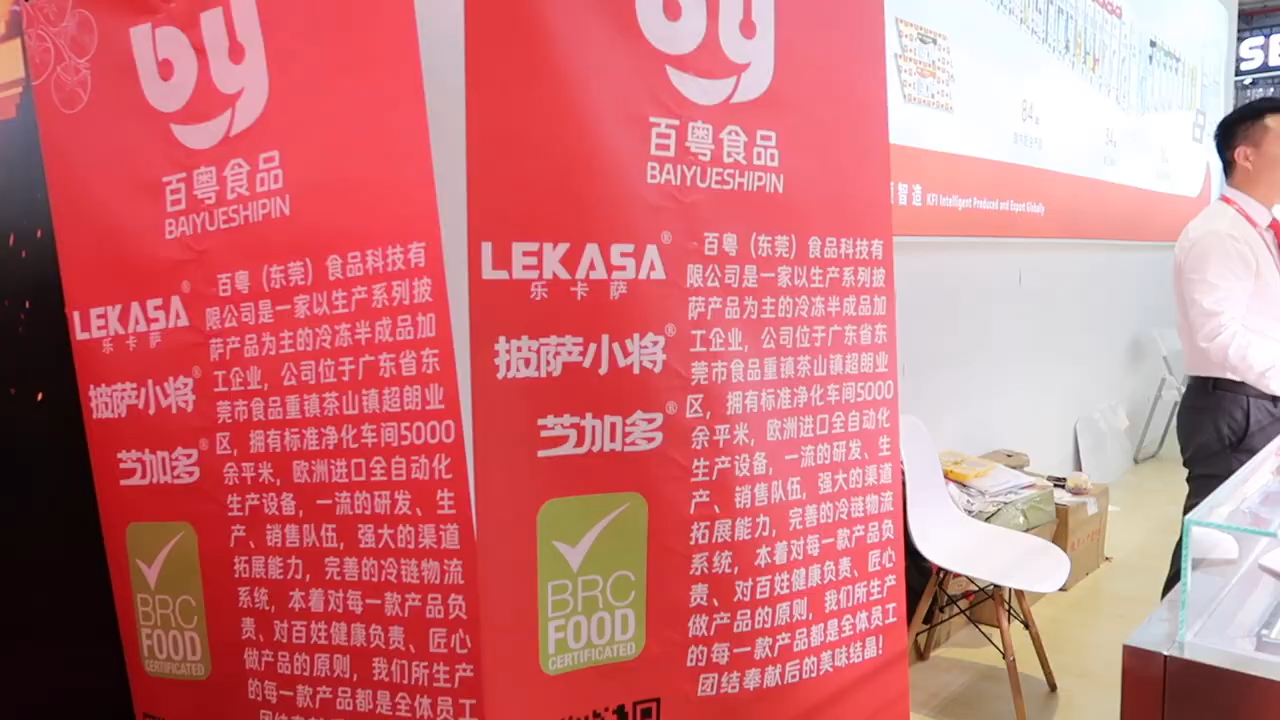 by
百粤食品
BAIYUESHIPIN
LEKASA®
乐卡萨
披萨小将®
芝加多®
BRC
FOOD
CERTIFICATED
百粤（东莞）食品科技有
限公司是一家以生产系列披
萨产品为主的冷冻半成品加
工企业，公司位于广东省东
莞市食品重镇茶山镇超朗业
区，拥有标准净化车间5000
余平米，欧洲进口全自动化
生产设备，一流的研发、生
产、销售队伍，强大的渠道
拓展能力，完善的冷链物流
系统，本着对每一款产品负
责、对百姓健康负责、匠心
做产品的原则，我们所生产
的每一款产品都是全体员工
by
百粤食品
BAIYUESHIPIN
LEKASA®
乐卡萨
披萨小将®
芝加多®
BRC
FOOD
CERTIFICATED
百粤（东莞）食品科技有
限公司是一家以生产系列披
萨产品为主的冷冻半成品加
工企业，公司位于广东省东
莞市食品重镇茶山镇超朗业
区，拥有标准净化车间5000
余平米，欧洲进口全自动化
生产设备，一流的研发、生
产、销售队伍，强大的渠道
拓展能力，完善的冷链物流
系统，本着对每一款产品负
责、对百姓健康负责、匠心
做产品的原则，我们所生产
的每一款产品都是全体员工
团结奉献后的美味结晶！
84
智造 KFI Intelligent Produced and Export Globally
SE